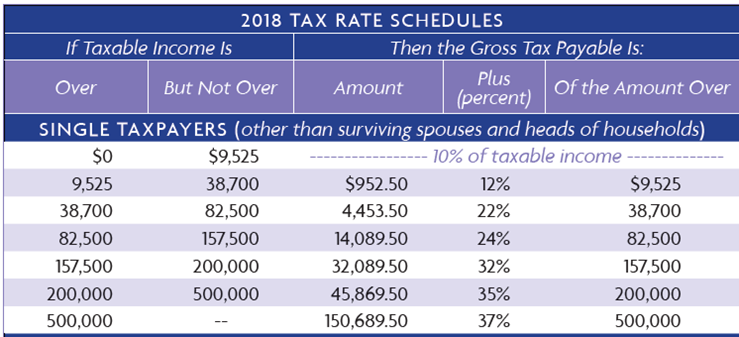 2018 TAX RATE SCHEDULES
If Taxable Income Is Then the Gross Tax Payable Is:
Over But Not Over Amount Plus (percent) Of the Amount Over
SINGLE TAXPAYERS (other than surviving spouses and heads of households)
$0 $9,525 ----------------- 10% of taxable income --------------
9,525 38,700 $952.50 12% $9,525
38,700 82,500 4,453.50 22% 38,700
82,500 157,500 14,089.50 24% 82,500
157,500 200,000 32,089.50 32% 157,500
200,000 500,000 45,869.50 35% 200,000
500,000 -- 150,689.50 37% 500,000